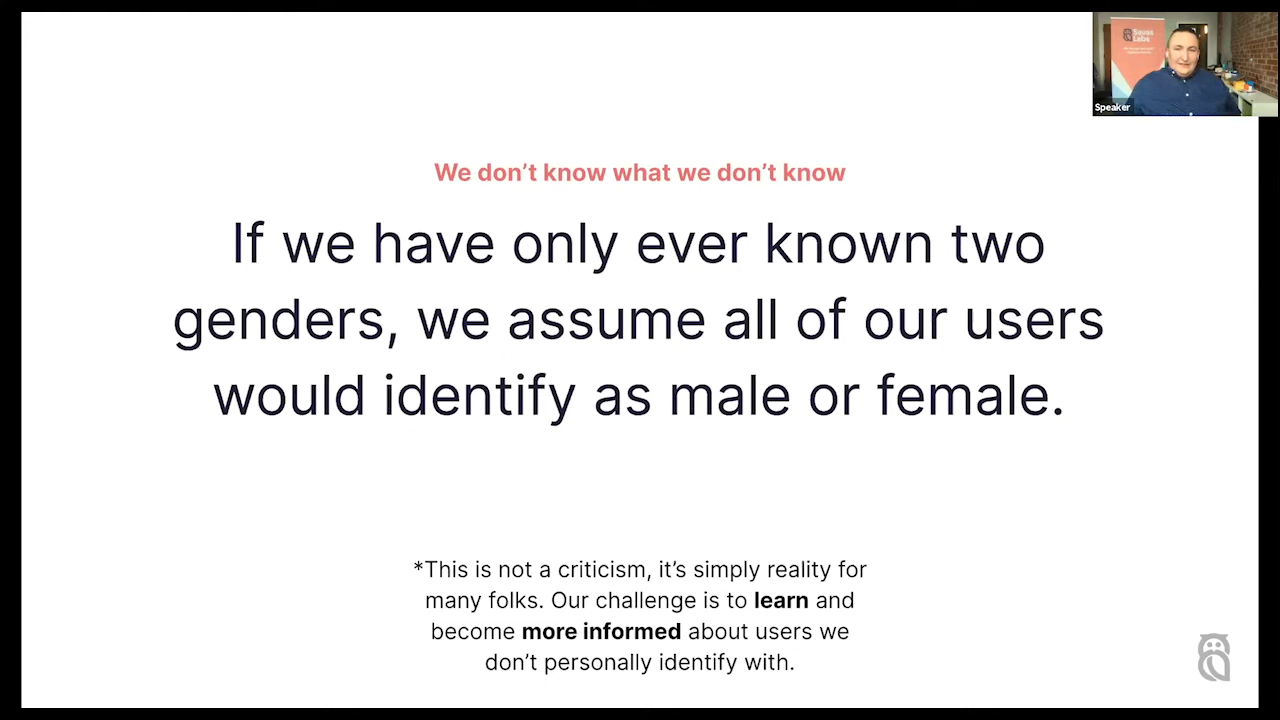 Savas
Labs
Speaker
We don’t know what we don’t know
If we have only ever known two
genders, we assume all of our users
would identify as male or female.
*This is not a criticism, it’s simply reality for
many folks. Our challenge is to learn and
become more informed about users we
don’t personally identify with.